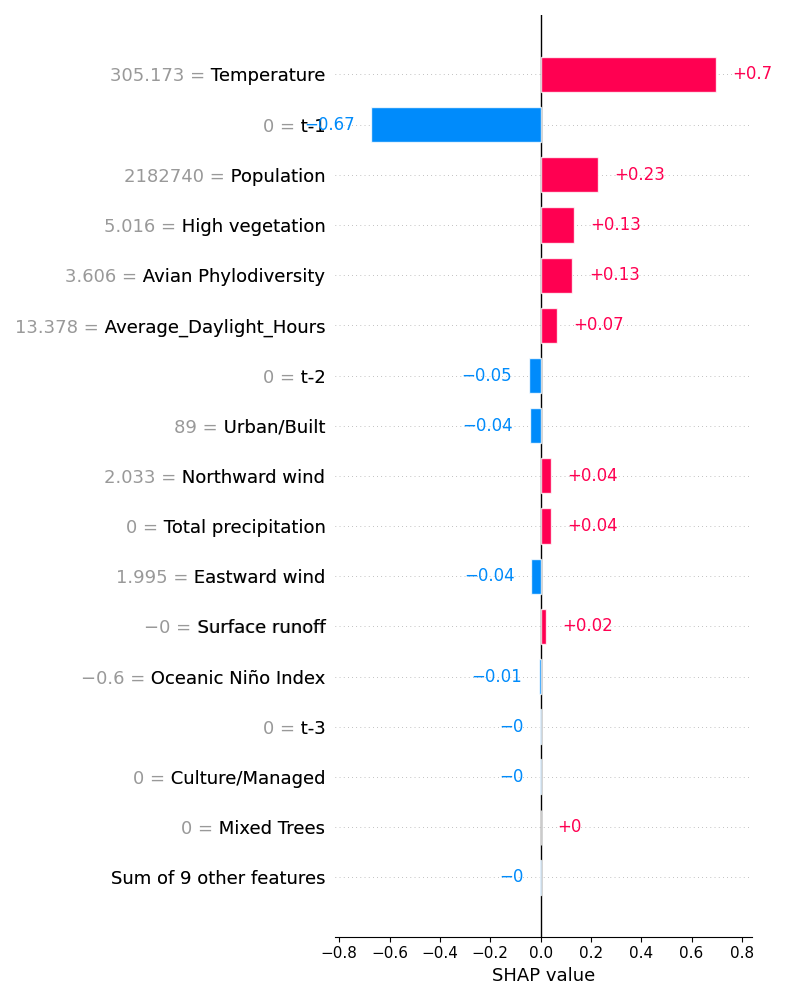 305.173 = Temperature +0.7
0 = t-1 −0.67
2182740 = Population +0.23
5.016 = High vegetation +0.13
3.606 = Avian Phylodiversity +0.13
13.378 = Average_Daylight_Hours +0.07
0 = t-2 −0.05
89 = Urban/Built −0.04
2.033 = Northward wind +0.04
0 = Total precipitation +0.04
1.995 = Eastward wind −0.04
−0 = Surface runoff +0.02
−0.6 = Oceanic Niño Index −0.01
0 = t-3 −0
0 = Culture/Managed −0
0 = Mixed Trees +0
Sum of 9 other features −0
−0.8 −0.6 −0.4 −0.2 0.0 0.2 0.4 0.6 0.8
SHAP value